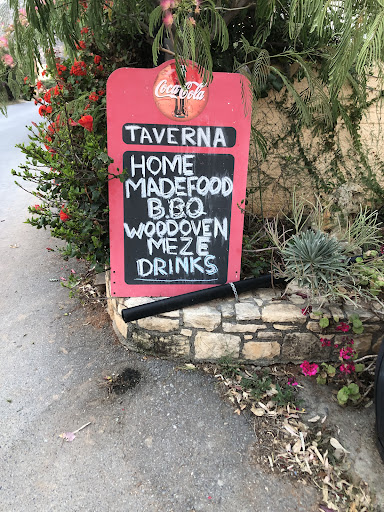 Coca-Cola
TAVERNA
HOME
MADEFOOD
B.B.Q
WOODOVEN
MEZE
DRINKS